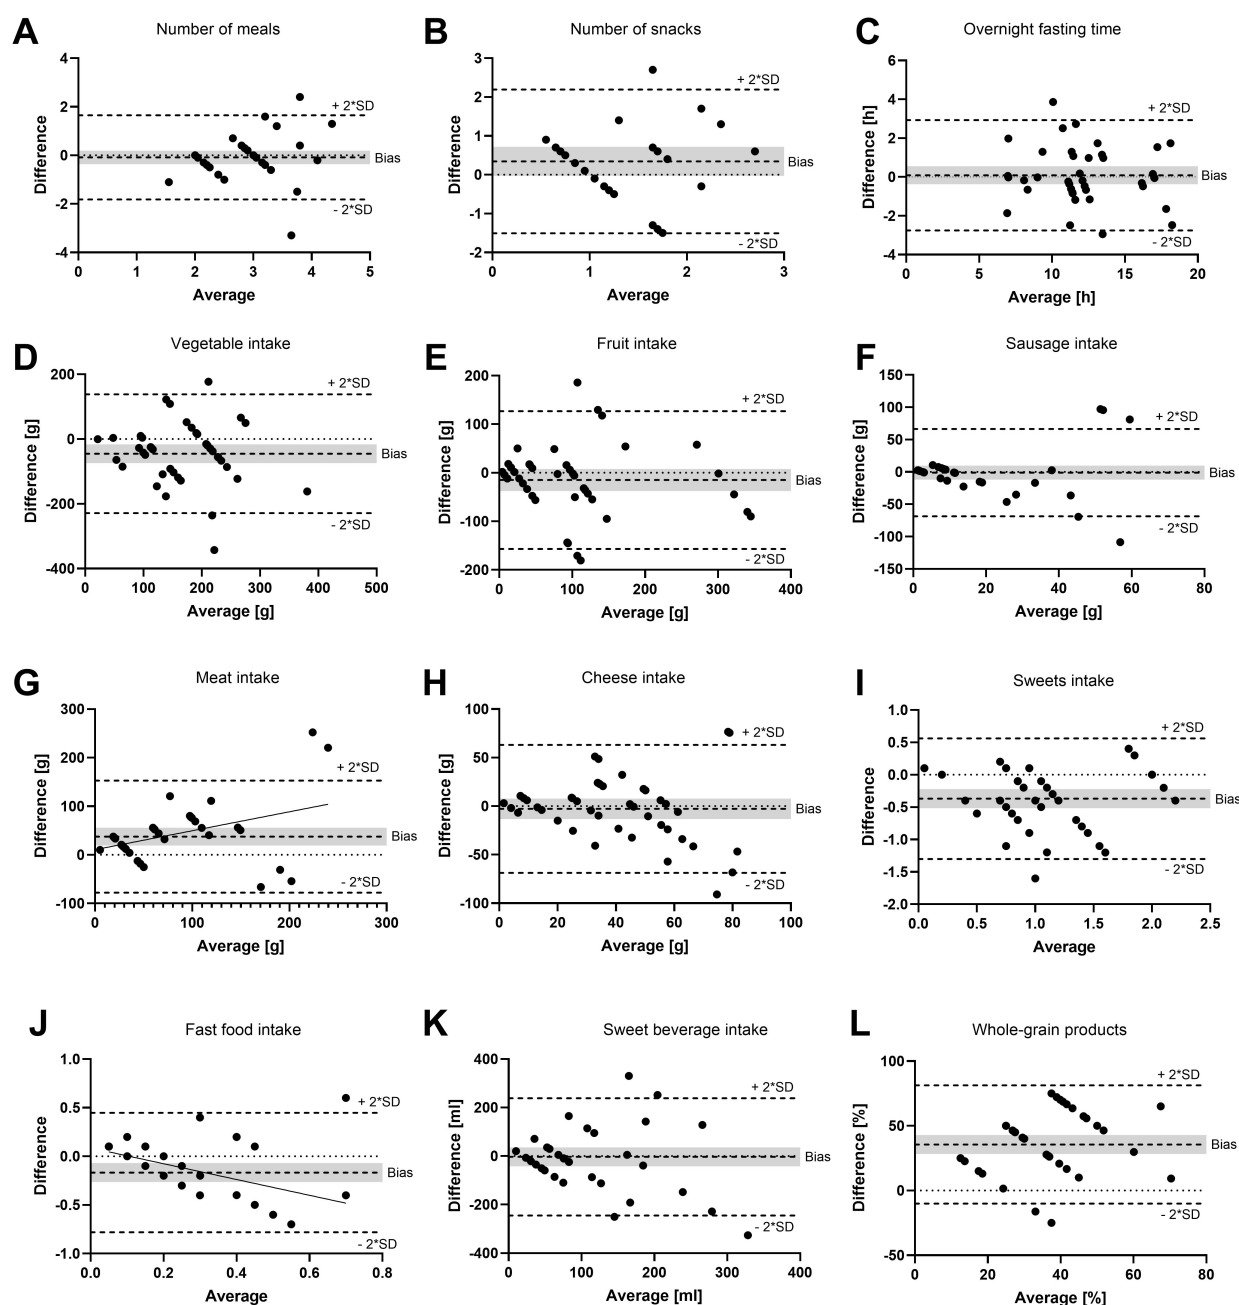 A
Number of meals
4
2
0
-2
-4
Difference
+ 2*SD
Bias
- 2*SD
0 1 2 3 4 5
Average
B
Number of snacks
3
2
1
0
-1
-2
Difference
+ 2*SD
Bias
- 2*SD
0 1 2 3
Average
C
Overnight fasting time
6
4
2
0
-2
-4
Difference [h]
+ 2*SD
Bias
- 2*SD
0 5 10 15 20
Average [h]
D
Vegetable intake
200
0
-200
-400
Difference [g]
+ 2*SD
Bias
- 2*SD
0 100 200 300 400 500
Average [g]
E
Fruit intake
200
100
0
-100
-200
Difference [g]
+ 2*SD
Bias
- 2*SD
0 100 200 300 400
Average [g]
F
Sausage intake
150
100
50
0
-50
-100
-150
Difference [g]
+ 2*SD
Bias
- 2*SD
0 20 40 60 80
Average [g]
G
Meat intake
300
200
100
0
-100
Difference [g]
+ 2*SD
Bias
- 2*SD
0 100 200 300
Average [g]
H
Cheese intake
100
50
0
-50
-100
Difference [g]
+ 2*SD
Bias
- 2*SD
0 20 40 60 80 100
Average [g]
I
Sweets intake
1.0
0.5
0.0
-0.5
-1.0
-1.5
-2.0
Difference
+ 2*SD
Bias
- 2*SD
0.0 0.5 1.0 1.5 2.0 2.5
Average
J
Fast food intake
1.0
0.5
0.0
-0.5
-1.0
Difference
+ 2*SD
Bias
- 2*SD
0.0 0.2 0.4 0.6 0.8
Average
K
Sweet beverage intake
400
200
0
-200
-400
Difference [ml]
+ 2*SD
Bias
- 2*SD
0 100 200 300 400
Average [ml]
L
Whole-grain products
100
50
0
-50
Difference [%]
+ 2*SD
Bias
- 2*SD
0 20 40 60 80
Average [%]